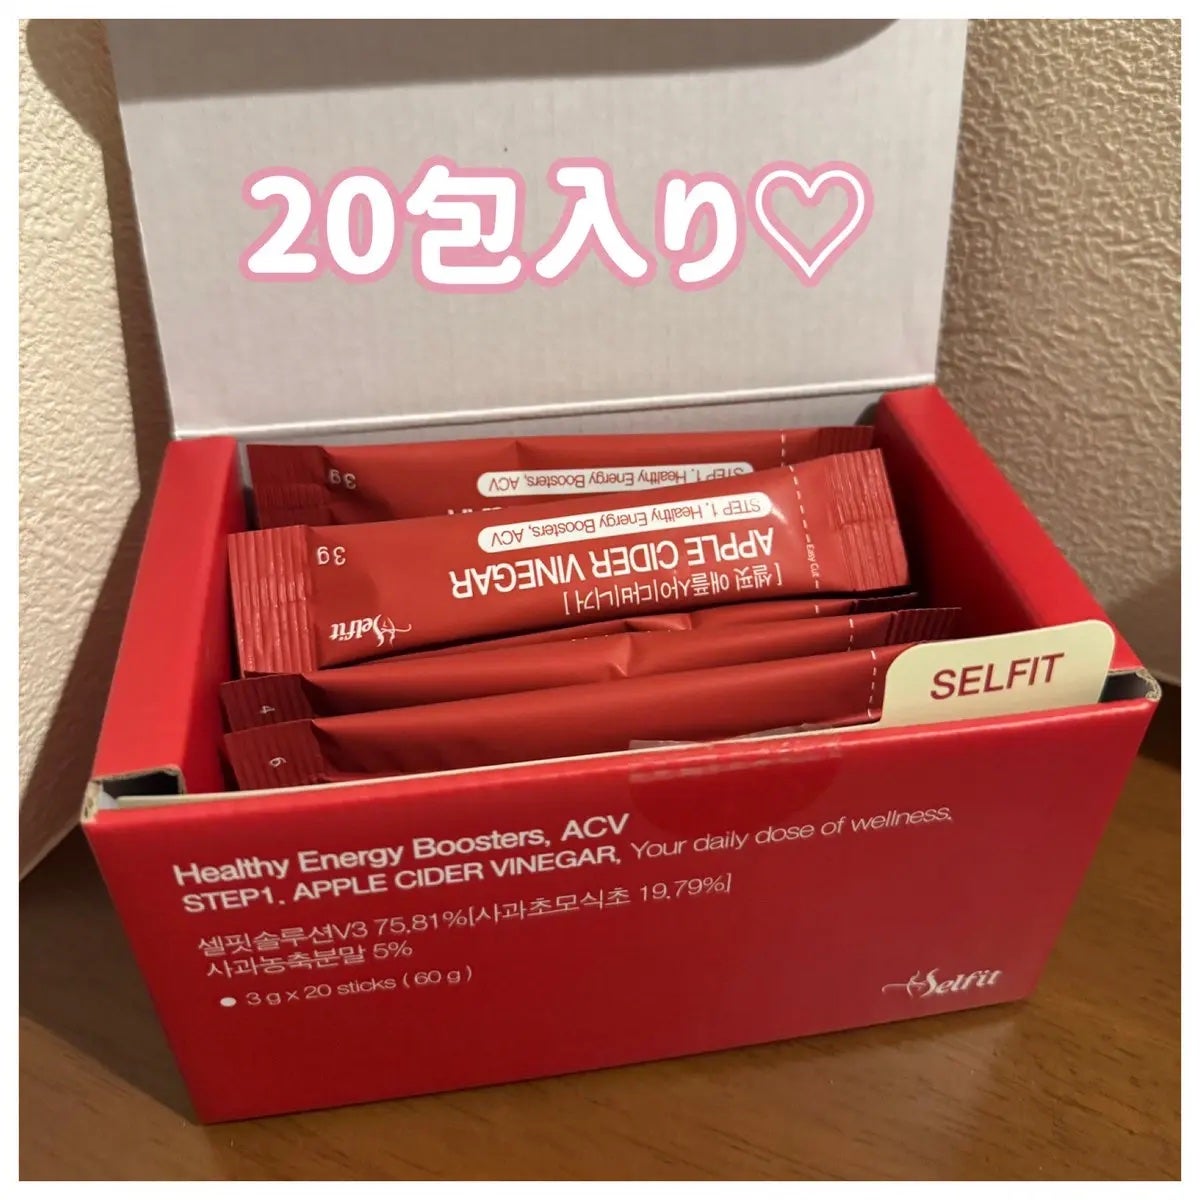 20包入り♡
3g
STEP 1. Healthy Energy Boosters, ACV
3g
STEP 1. Healthy Energy Boosters, ACV
APPLE CIDER VINEGAR
[셀핏 애플사이다비니거]
Easy Cut
Selfit
4
6
SELFIT
Healthy Energy Boosters, ACV
STEP1. APPLE CIDER VINEGAR, Your daily dose of wellness.
셀핏솔루션V3 75.81%[사과초모식초 19.79%]
사과농축분말 5%
● 3 g x 20 sticks ( 60 g )
Selfit